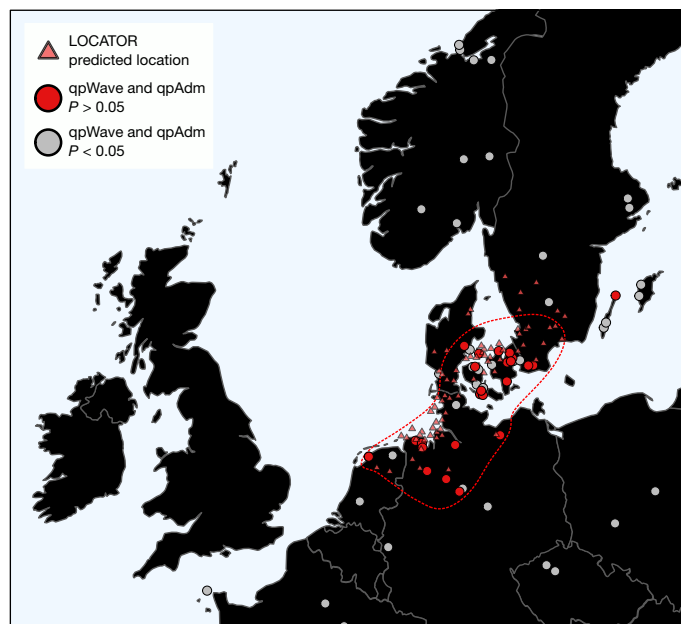 LOCATOR
predicted location
qpWave and qpAdm
P > 0.05
qpWave and qpAdm
P < 0.05